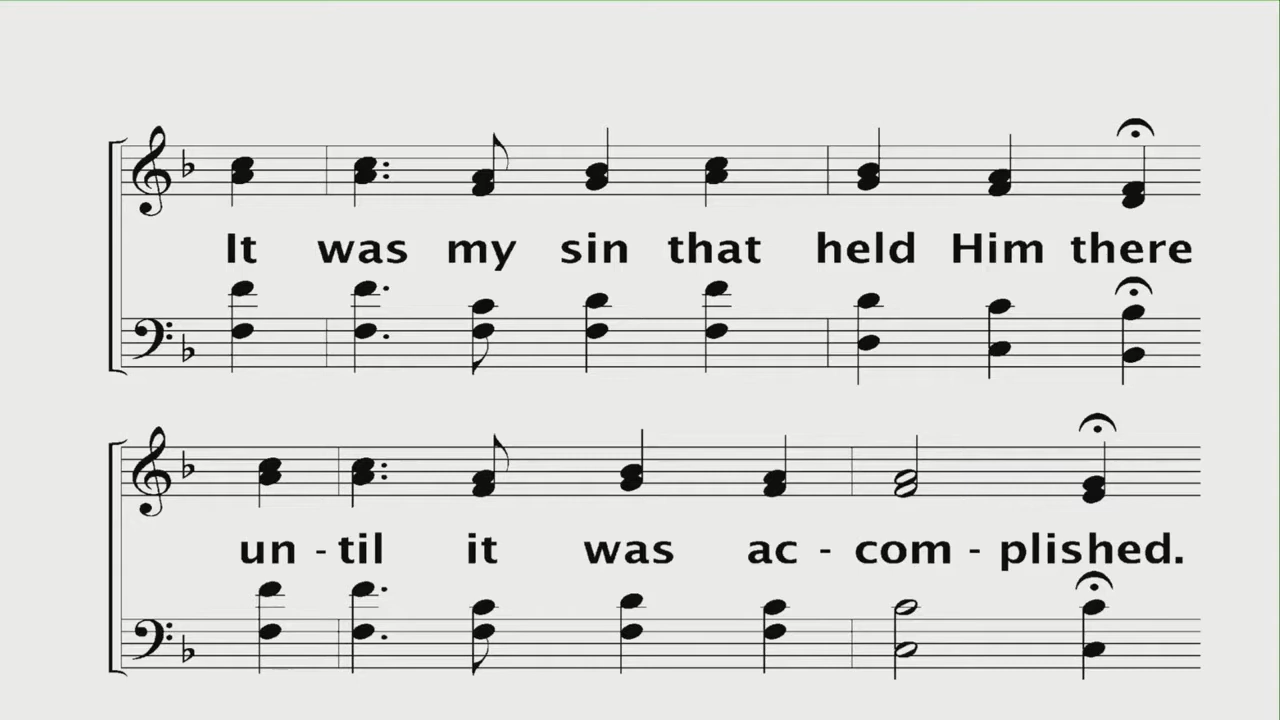 It was my sin that held Him there
un - til it was ac - com - plished.